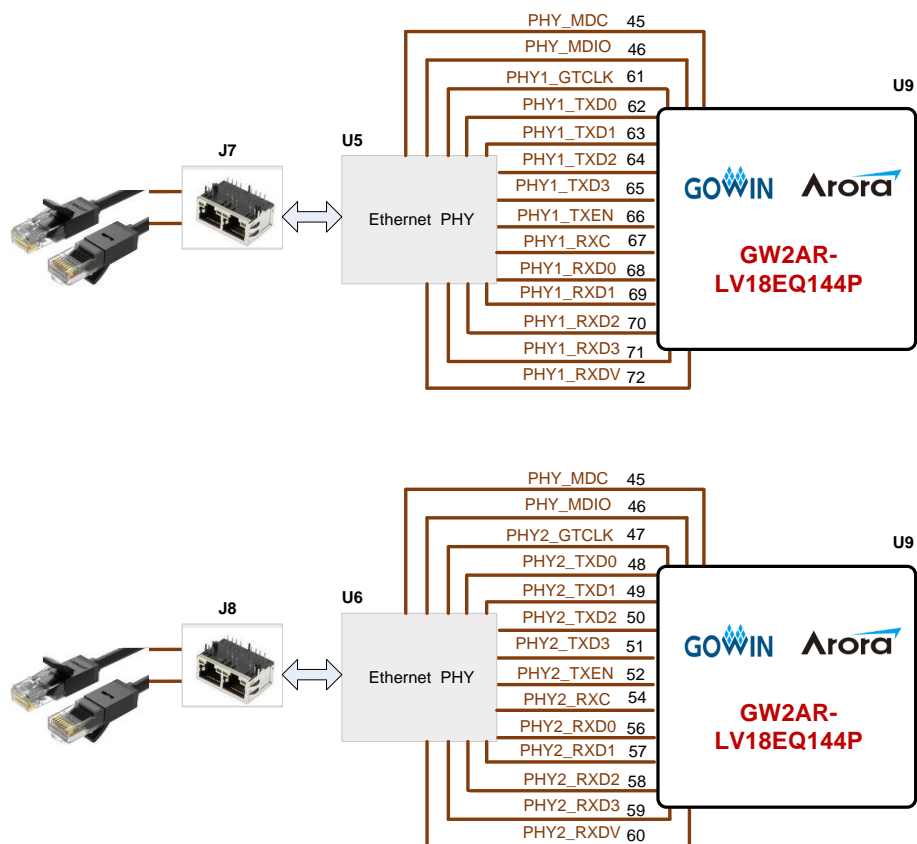 PHY_MDC 45
PHY_MDIO 46
PHY1_GTCLK 61
U9
PHY1_TXD0 62
PHY1_TXD1 63
U5
J7
PHY1_TXD2 64
PHY1_TXD3 65
GOWIN Arora
Ethernet PHY
PHY1_TXEN 66
PHY1_RXC 67
GW2AR-
LV18EQ144P
PHY1_RXD0 68
PHY1_RXD1 69
PHY1_RXD2 70
PHY1_RXD3 71
PHY1_RXDV 72
PHY_MDC 45
PHY_MDIO 46
PHY2_GTCLK 47
U9
PHY2_TXD0 48
PHY2_TXD1 49
U6
J8
PHY2_TXD2 50
PHY2_TXD3 51
GOWIN Arora
Ethernet PHY
PHY2_TXEN 52
PHY2_RXC 54
GW2AR-
LV18EQ144P
PHY2_RXD0 56
PHY2_RXD1 57
PHY2_RXD2 58
PHY2_RXD3 59
PHY2_RXDV 60